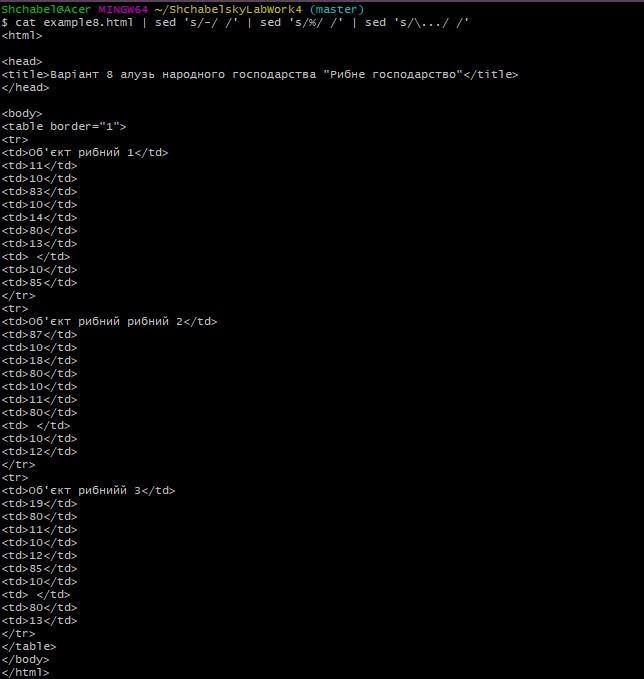 Shchabel@Acer MINGW64 ~/ShchabelskyLabWork4 (master)
$ cat example8.html | sed 's/-/ /' | sed 's/%/ /' | sed 's/\.../ /'
<html>
<head>
<title>Варіант 8 алузь народного господарства "Рибне господарство"</title>
</head>
<body>
<table border="1">
<tr>
<td>Об'єкт рибний 1</td>
<td>11</td>
<td>10</td>
<td>83</td>
<td>10</td>
<td>14</td>
<td>80</td>
<td>13</td>
<td> </td>
<td>10</td>
<td>85</td>
</tr>
<tr>
<td>Об'єкт рибний рибний 2</td>
<td>87</td>
<td>10</td>
<td>18</td>
<td>80</td>
<td>10</td>
<td>11</td>
<td>80</td>
<td> </td>
<td>10</td>
<td>12</td>
</tr>
<tr>
<td>Об'єкт рибнийй 3</td>
<td>19</td>
<td>80</td>
<td>11</td>
<td>10</td>
<td>12</td>
<td>85</td>
<td>10</td>
<td> </td>
<td>80</td>
<td>13</td>
</tr>
</table>
</body>
</html>